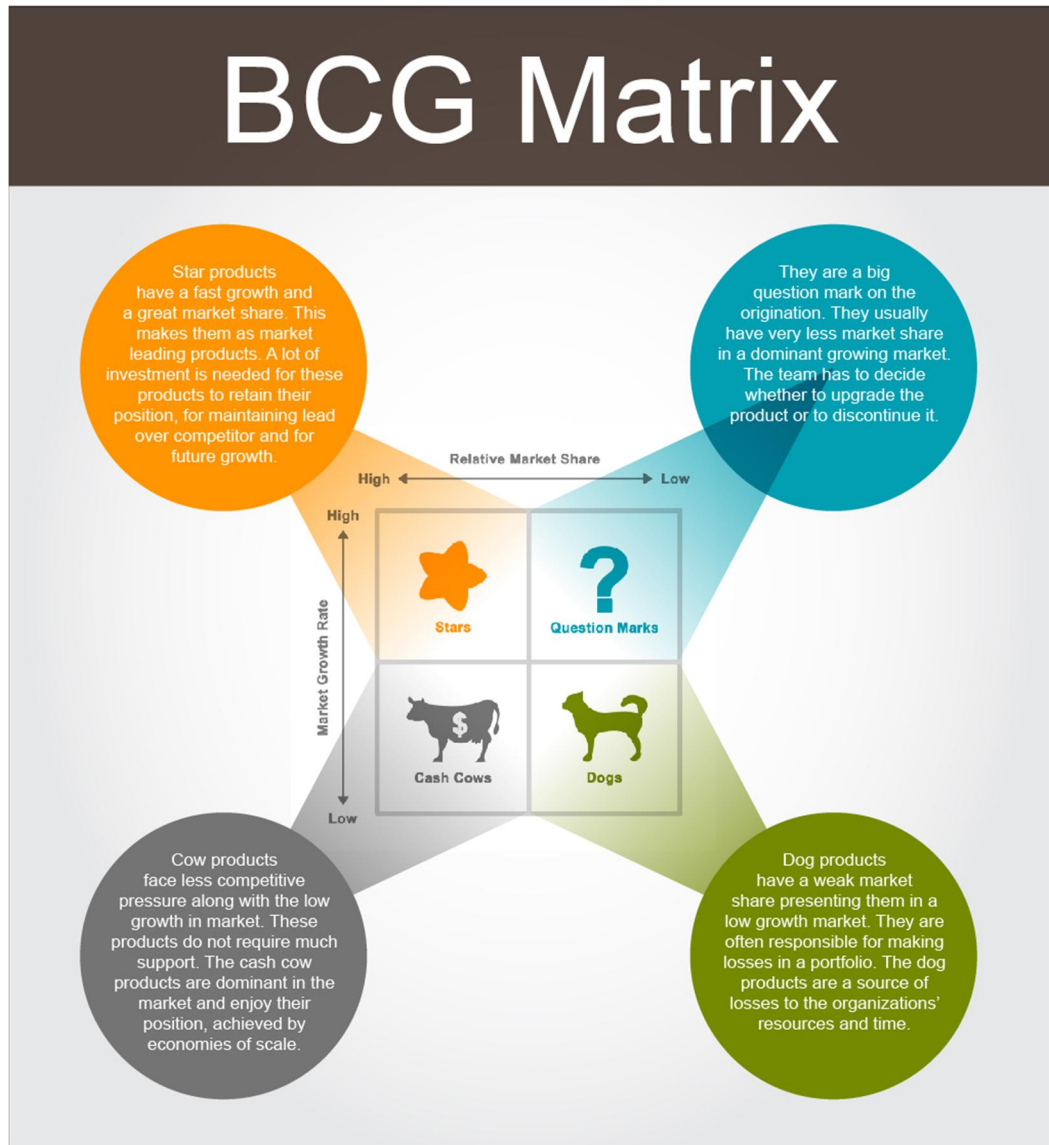 BCG Matrix
Star products
have a fast growth and
a great market share. This
makes them as market
leading products. A lot of
investment is needed for these
products to retain their
position, for maintaining lead
over competitor and for
future growth.
They are a big
question mark on the
origination. They usually
have very less market share
in a dominant growing market.
The team has to decide
whether to upgrade the
product or to discontinue it.
Relative Market Share
High
Low
High
Market Growth Rate
Low
Stars
?
Question Marks
$
Cash Cows
Dogs
Cow products
face less competitive
pressure along with the low
growth in market. These
products do not require much
support. The cash cow
products are dominant in the
market and enjoy their
position, achieved by
economies of scale.
Dog products
have a weak market
share presenting them in a
low growth market. They are
often responsible for making
losses in a portfolio. The dog
products are a source of
losses to the organizations’
resources and time.